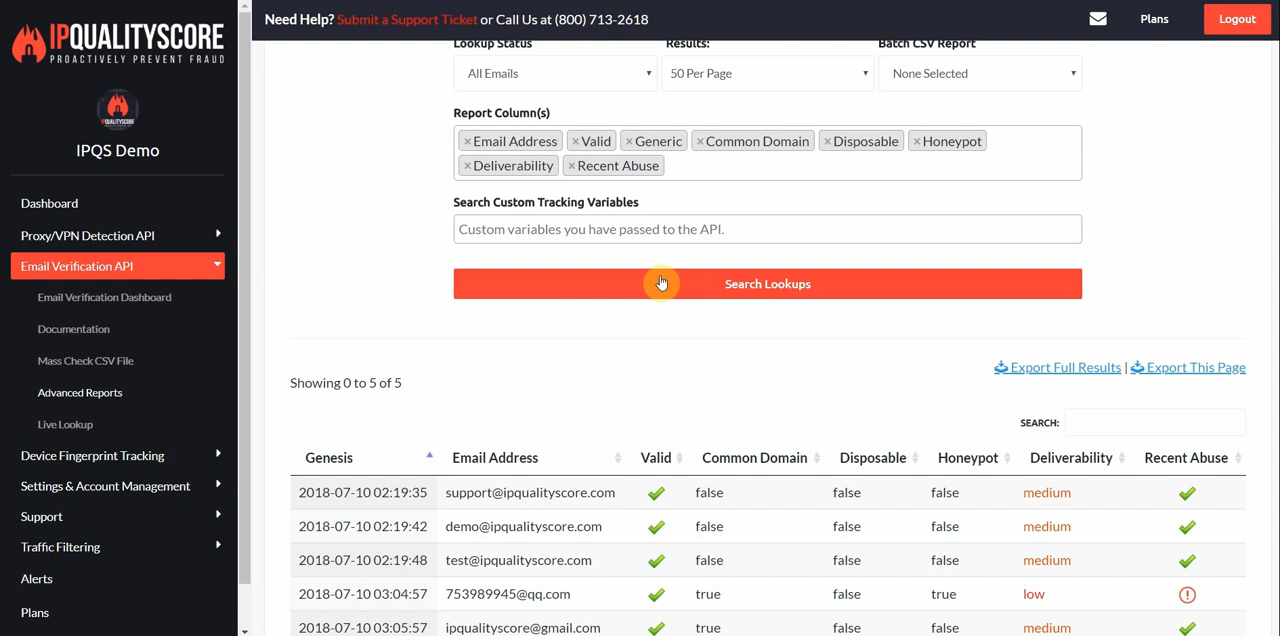 IPQUALITYSCORE
PROACTIVELY PREVENT FRAUD
IPQS Demo
Dashboard
Proxy/VPN Detection API
Email Verification API
Email Verification Dashboard
Documentation
Mass Check CSV File
Advanced Reports
Live Lookup
Device Fingerprint Tracking
Settings & Account Management
Support
Traffic Filtering
Alerts
Plans
Need Help? Submit a Support Ticket or Call Us at (800) 713-2618
Plans
Logout
Lookup Status Results: Batch CSV Report
All Emails 50 Per Page None Selected
Report Column(s)
×Email Address ×Valid ×Generic ×Common Domain ×Disposable ×Honeypot
×Deliverability ×Recent Abuse
Search Custom Tracking Variables
Custom variables you have passed to the API.
Search Lookups
Export Full Results | Export This Page
Showing 0 to 5 of 5
SEARCH:
Genesis Email Address Valid Common Domain Disposable Honeypot Deliverability Recent Abuse
2018-07-10 02:19:35 support@ipqualityscore.com false false false medium
2018-07-10 02:19:42 demo@ipqualityscore.com false false false medium
2018-07-10 02:19:48 test@ipqualityscore.com false false false medium
2018-07-10 03:04:57 753989945@qq.com true false true low
2018-07-10 03:05:57 ipqualityscore@gmail.com true false false medium